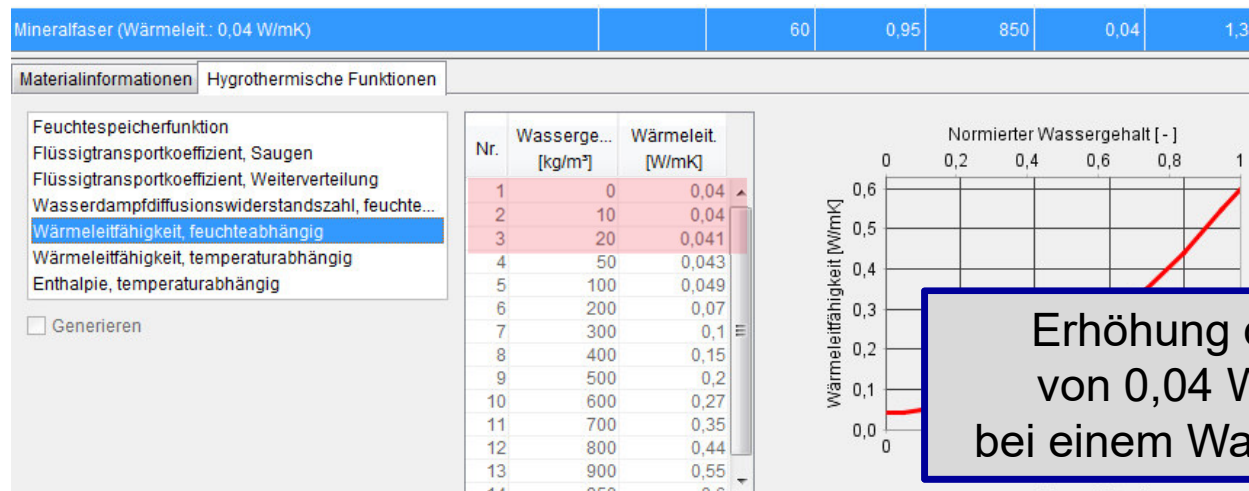 Mineralfaser (Wärmeleit.: 0,04 W/mK) 60 0,95 850 0,04 1,3
Materialinformationen Hygrothermische Funktionen
Feuchtespeicherfunktion
Flüssigtransportkoeffizient, Saugen
Flüssigtransportkoeffizient, Weiterverteilung
Wasserdampfdiffusionswiderstandszahl, feuchte...
Wärmeleitfähigkeit, feuchteabhängig
Wärmeleitfähigkeit, temperaturabhängig
Enthalpie, temperaturabhängig
Generieren
Nr. Wasserge... Wärmeleit.
[kg/m³] [W/mK]
1 0 0,04
2 10 0,04
3 20 0,041
4 50 0,043
5 100 0,049
6 200 0,07
7 300 0,1
8 400 0,15
9 500 0,2
10 600 0,27
11 700 0,35
12 800 0,44
13 900 0,55
Normierter Wassergehalt [ - ]
0 0,2 0,4 0,6 0,8 1
Wärmeleitfähigkeit [W/mK]
0,6
0,5
0,4
0,3
0,2
0,1
0,0
0
Erhöhung
von 0,04
bei einem